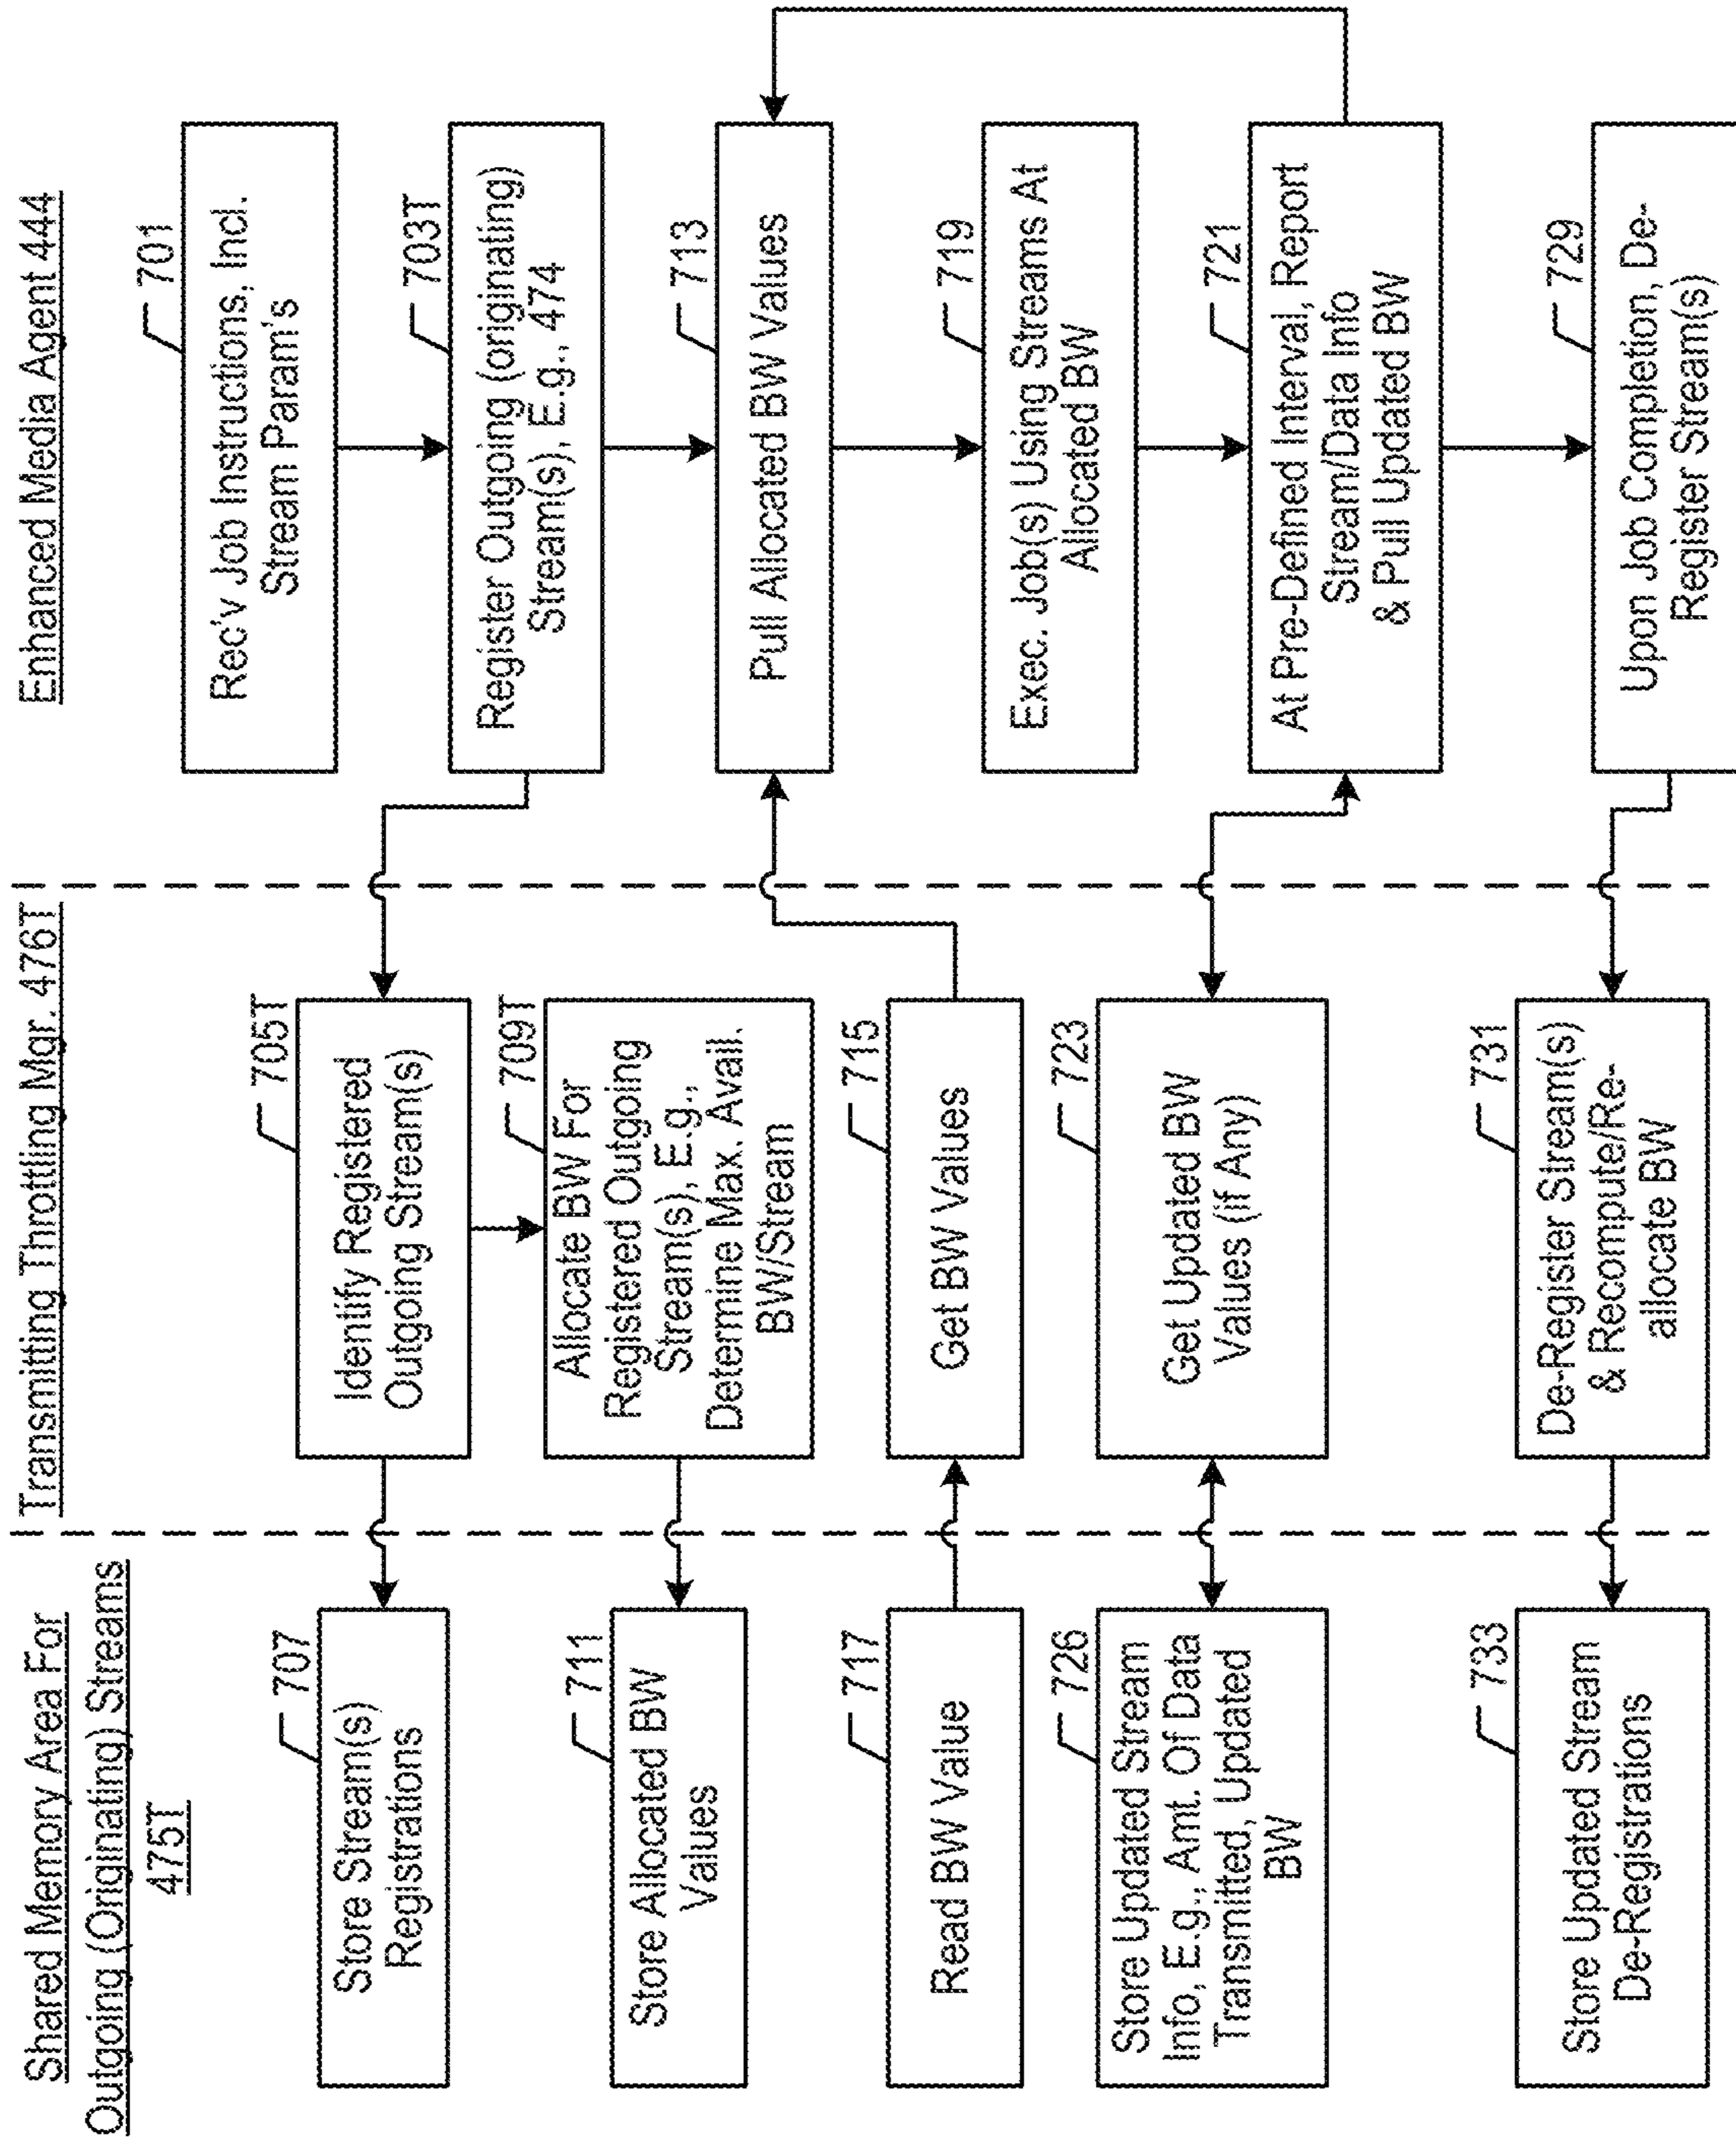 Shared Memory Area For
Outgoing (Originating) Streams
475T
707
Store Stream(s)
Registrations
711
Store Allocated BW
Values
717
Read BW Value
726
Store Updated Stream
Info, E.g., Amt. Of Data
Transmitted, Updated
BW
733
Store Updated Stream
De-Registrations
Transmitting Throttling Mgr. 476T
705T
Identify Registered
Outgoing Stream(s)
709T
Allocate BW For
Registered Outgoing
Stream(s), E.g.,
Determine Max. Avail.
BW/Stream
715
Get BW Values
723
Get Updated BW
Values (if Any)
731
De-Register Stream(s)
& Recompute/Re-
allocate BW
Enhanced Media Agent 444
701
Rec'v Job Instructions, Incl.
Stream Param's
703T
Register Outgoing (originating)
Stream(s), E.g., 474
713
Pull Allocated BW Values
719
Exec. Job(s) Using Streams At
Allocated BW
721
At Pre-Defined Interval, Report
Stream/Data Info
& Pull Updated BW
729
Upon Job Completion, De-
Register Stream(s)